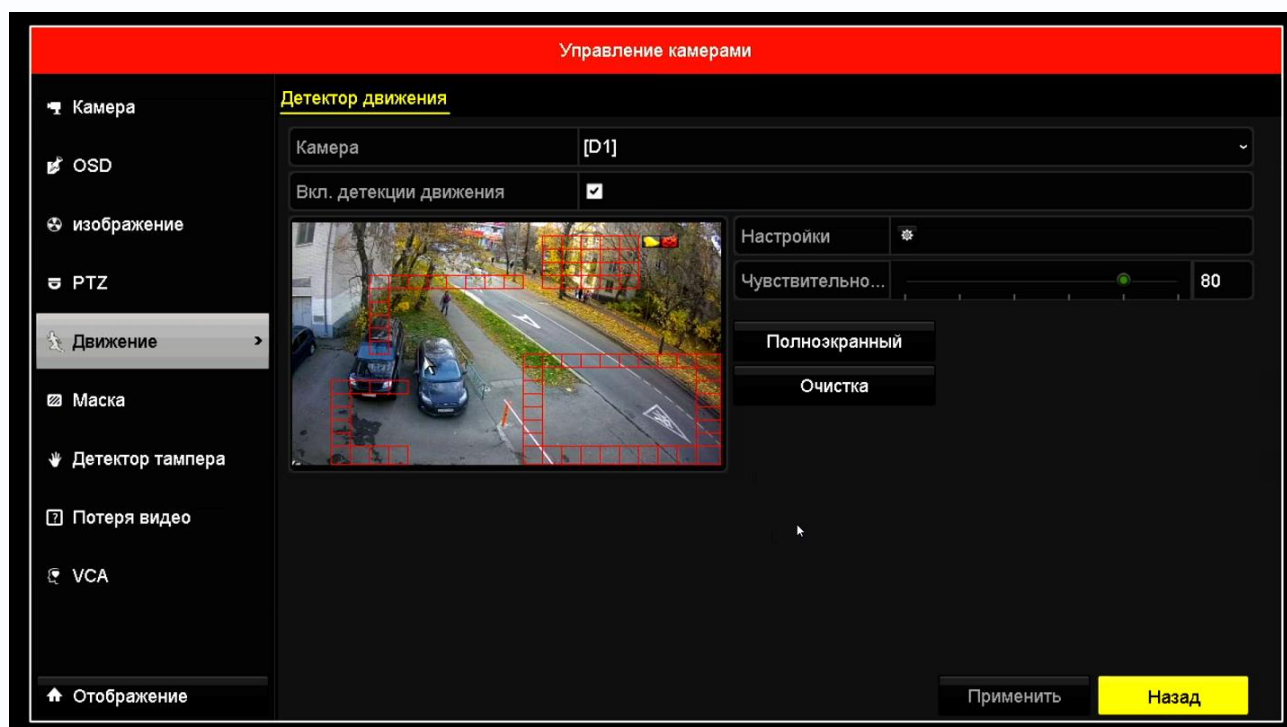 Управление камерами
Камера
OSD
изображение
PTZ
Движение
Маска
Детектор тампера
Потеря видео
VCA
Отображение
Детектор движения
Камера [D1]
Вкл. детекции движения
Настройки
Чувствительно... 80
Полноэкранный
Очистка
Применить
Назад